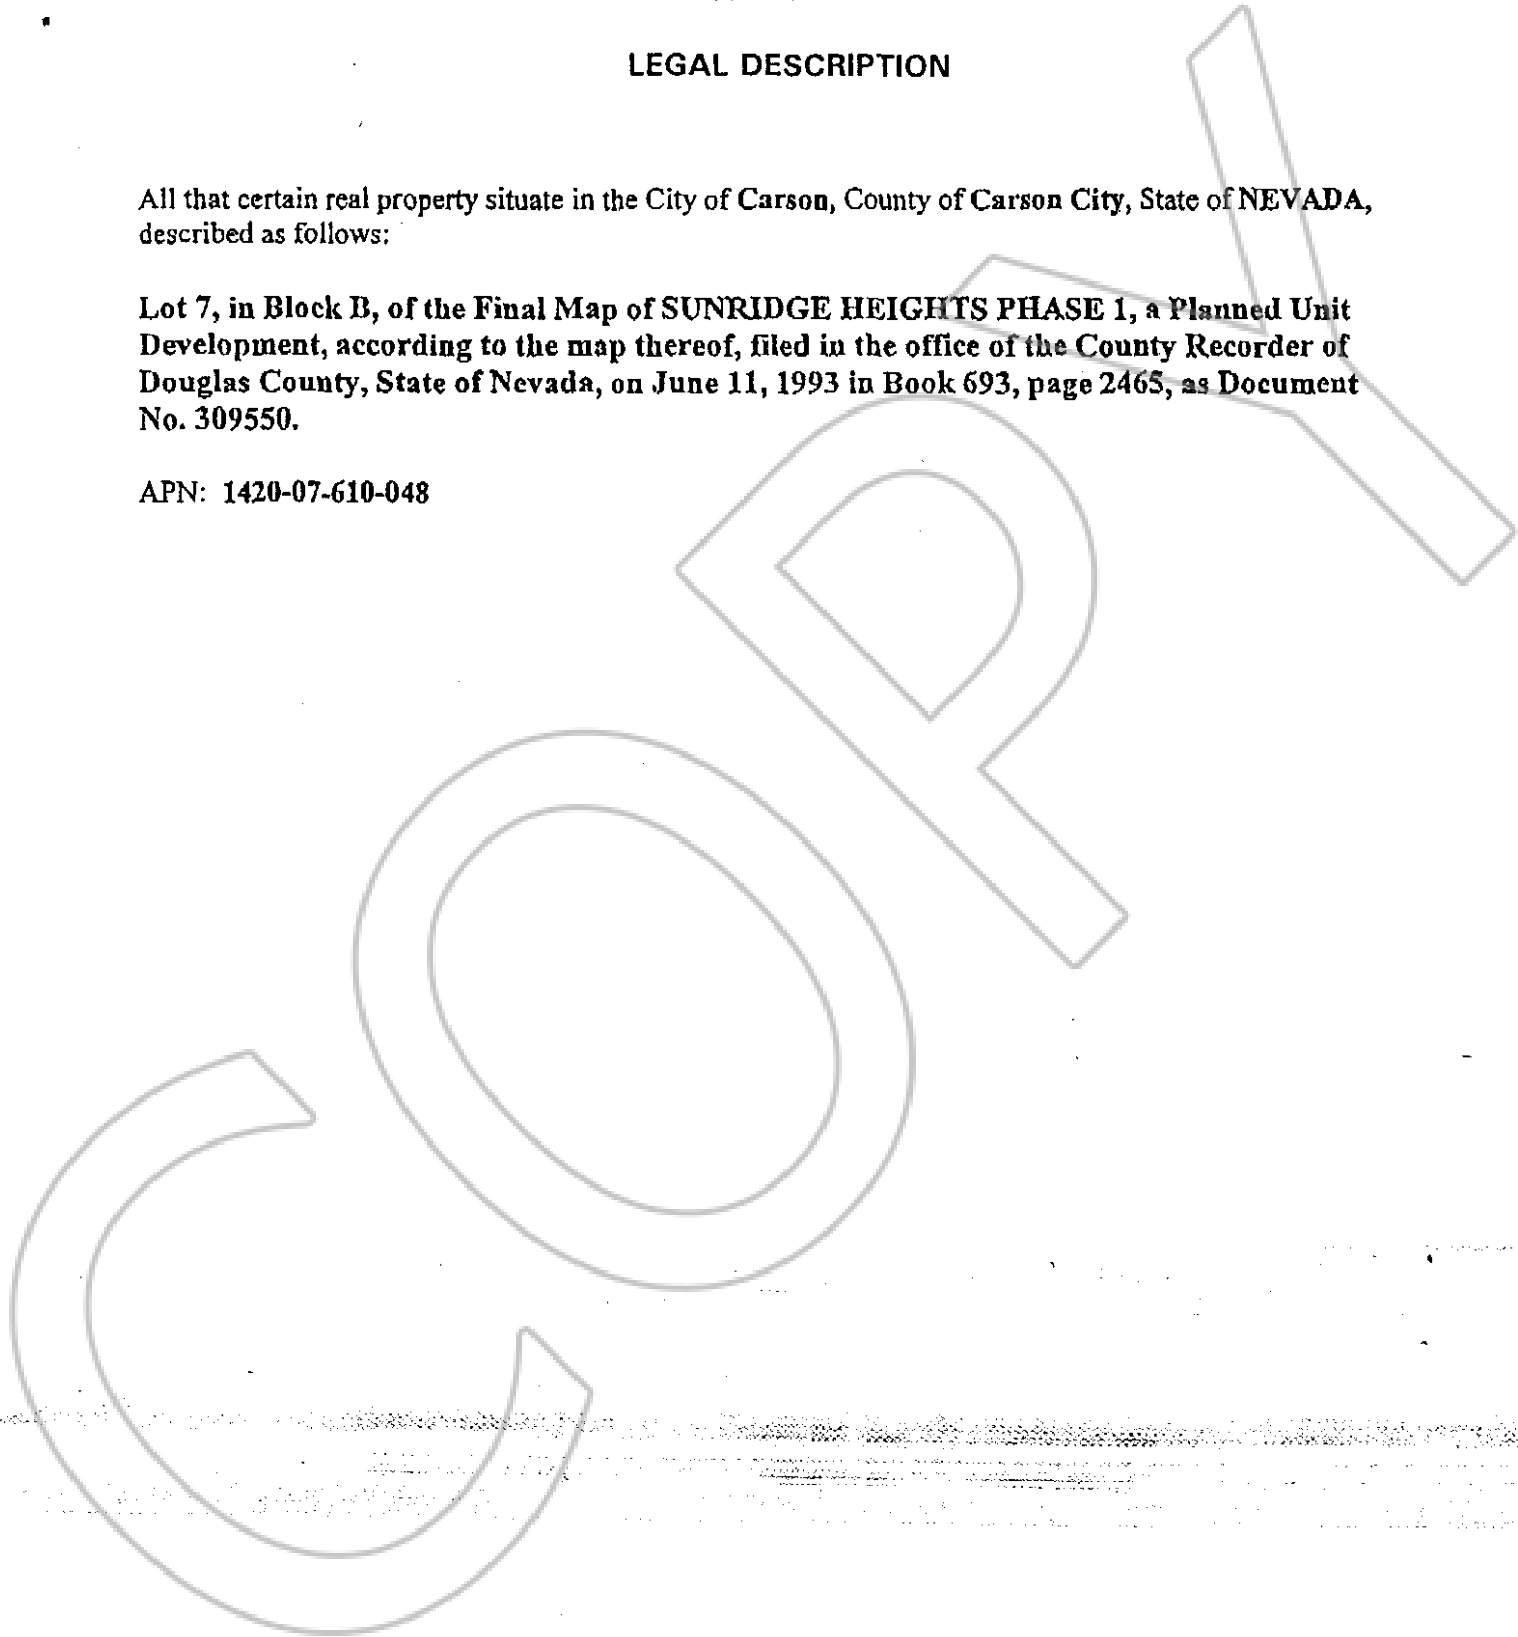 LEGAL DESCRIPTION
All that certain real property situate in the City of Carson, County of Carson City, State of NEVADA,
described as follows:
Lot 7, in Block B, of the Final Map of SUNRIDGE HEIGHTS PHASE 1, a Planned Unit
Development, according to the map thereof, filed in the office of the County Recorder of
Douglas County, State of Nevada, on June 11, 1993 in Book 693, page 2465, as Document
No. 309550.
APN: 1420-07-610-048
COPY